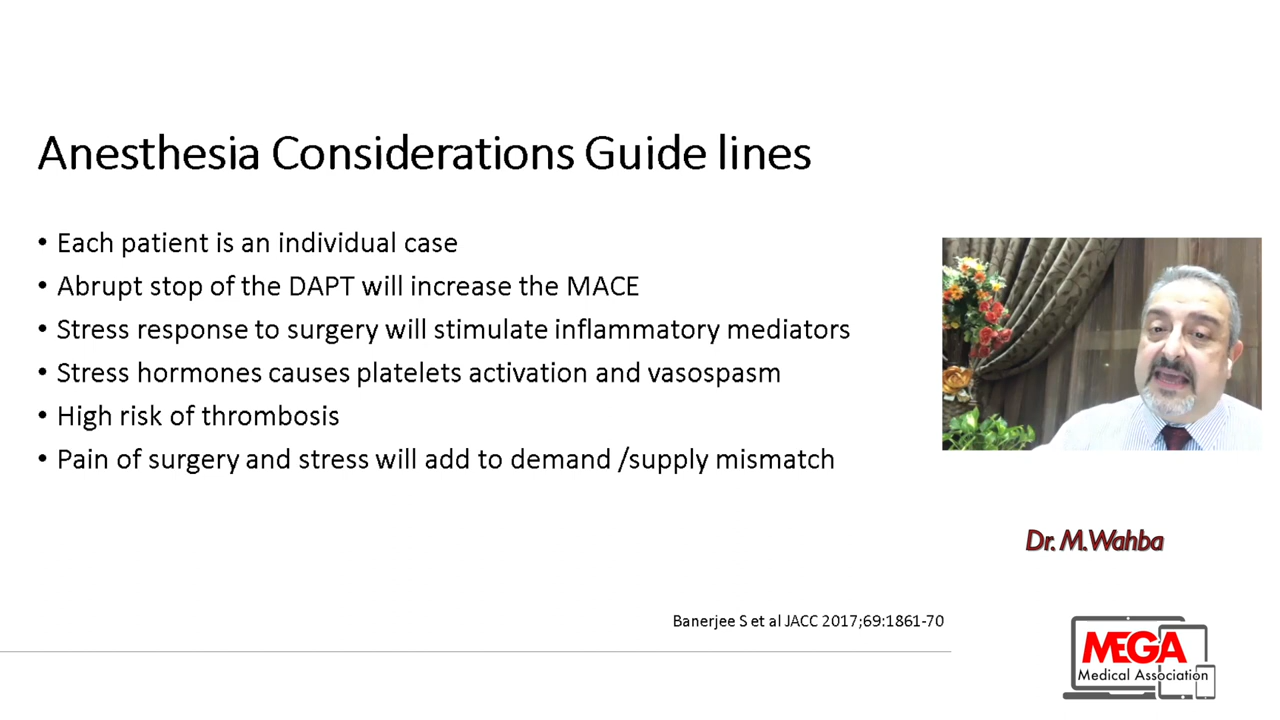 Anesthesia Considerations Guide lines
• Each patient is an individual case
• Abrupt stop of the DAPT will increase the MACE
• Stress response to surgery will stimulate inflammatory mediators
• Stress hormones causes platelets activation and vasospasm
• High risk of thrombosis
• Pain of surgery and stress will add to demand /supply mismatch
Dr. M.Wahba
Banerjee S et al JACC 2017;69:1861-70
MEGA
Medical Association